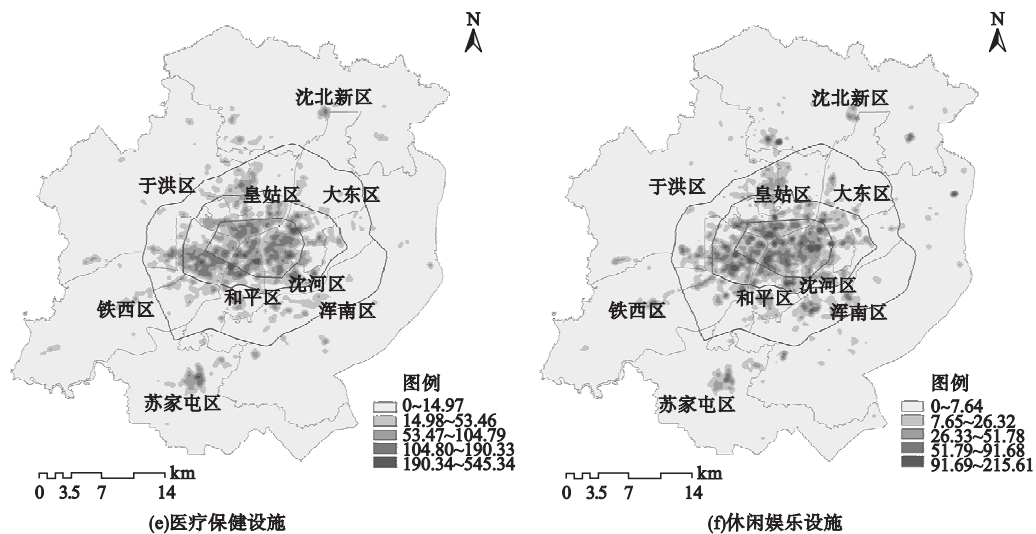 N
沈北新区
于洪区
皇姑区
大东区
沈河区
和平区
铁西区
浑南区
苏家屯区
图例
0~14.97
14.98~53.46
53.47~104.79
104.80~190.33
190.34~545.34
km
0 3.5 7 14
(e)医疗保健设施
N
沈北新区
于洪区
皇姑区
大东区
沈河区
和平区
铁西区
浑南区
苏家屯区
图例
0~7.64
7.65~26.32
26.33~51.78
51.79~91.68
91.69~215.61
km
0 3.5 7 14
(f)休闲娱乐设施